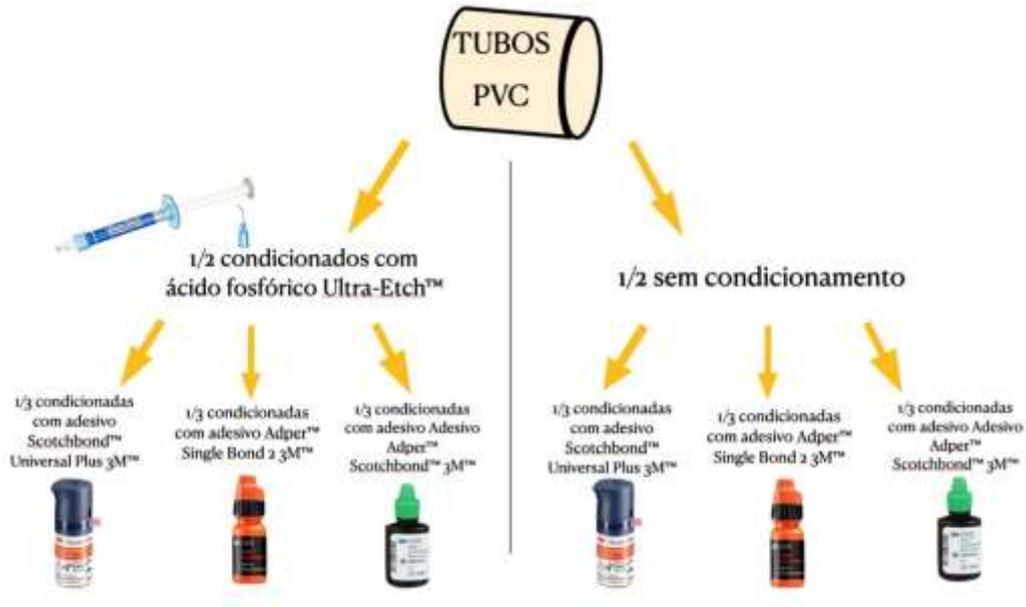 TUBOS
PVC
1/2 condicionados com
ácido fosfórico Ultra-Etch™
1/2 sem condicionamento
1/3 condicionadas
com adesivo
Scotchbond™
Universal Plus 3M™
1/3 condicionadas
com adesivo Adper™
Single Bond 2 3M™
1/3 condicionadas
com adesivo Adesivo
Adper™
Scotchbond™ 3M™
1/3 condicionadas
com adesivo
Scotchbond™
Universal Plus 3M™
1/3 condicionadas
com adesivo Adper™
Single Bond 2 3M™
1/3 condicionadas
com adesivo Adesivo
Adper™
Scotchbond™ 3M™